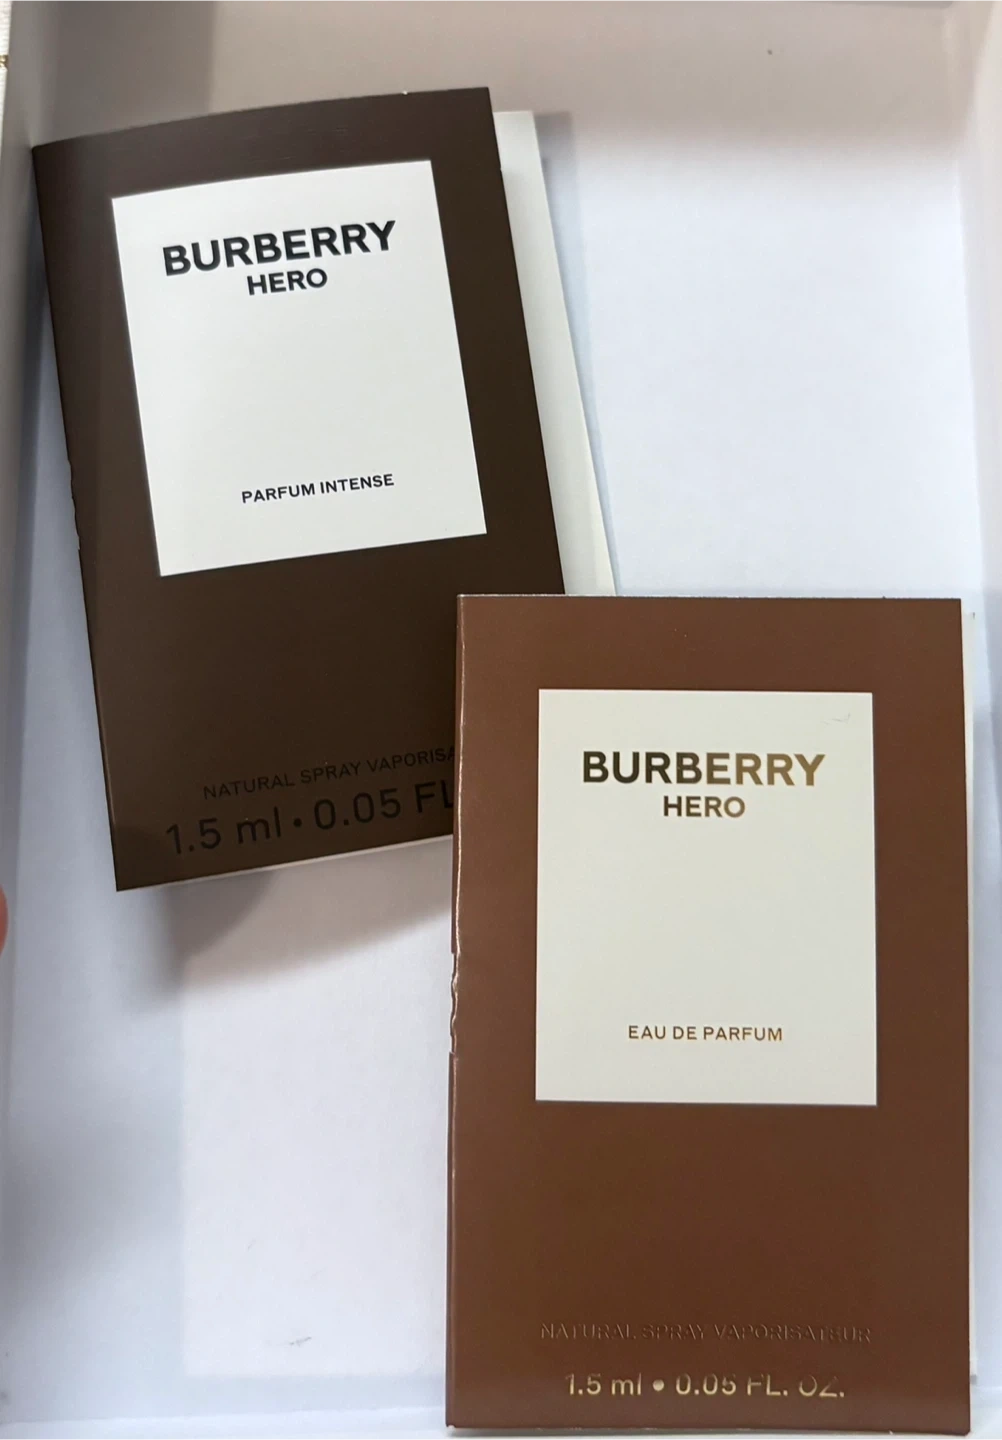 BURBERRY
HERO
PARFUM INTENSE
NATURAL SPRAY
1.5 ml • 0.05
BURBERRY
HERO
EAU DE PARFUM
NATURAL SPRAY VAPORISATEUR
1.5 ml • 0.05 FL. OZ.